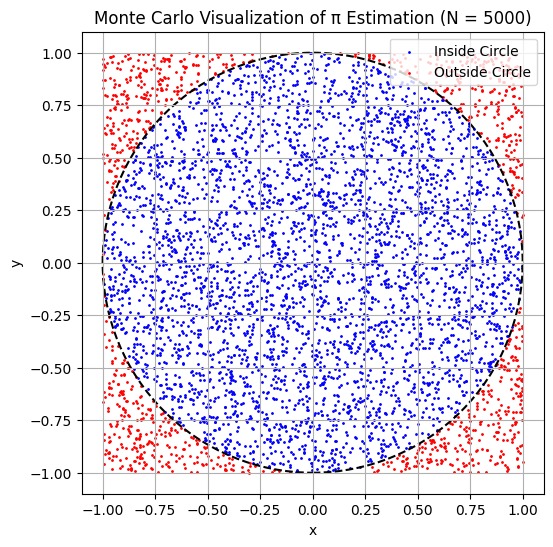 Monte Carlo Visualization of π Estimation (N = 5000)
Inside Circle
Outside Circle
1.00
0.75
0.50
0.25
0.00
−0.25
−0.50
−0.75
−1.00
y
−1.00 −0.75 −0.50 −0.25 0.00 0.25 0.50 0.75 1.00
x